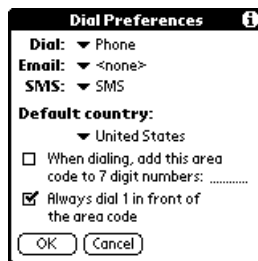 Dial Preferences i
Dial: Phone
Email: <none>
SMS: SMS
Default country:
United States
When dialing, add this area
code to 7 digit numbers: ............
Always dial 1 in front of
the area code
OK Cancel